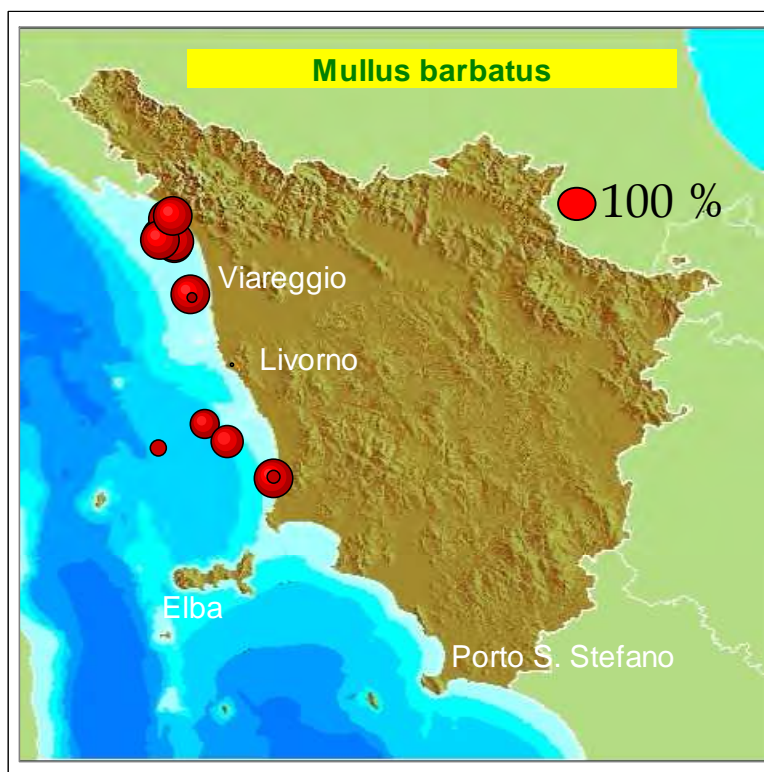 Mullus barbatus
100 %
Viareggio
Livorno
Elba
Porto S. Stefano